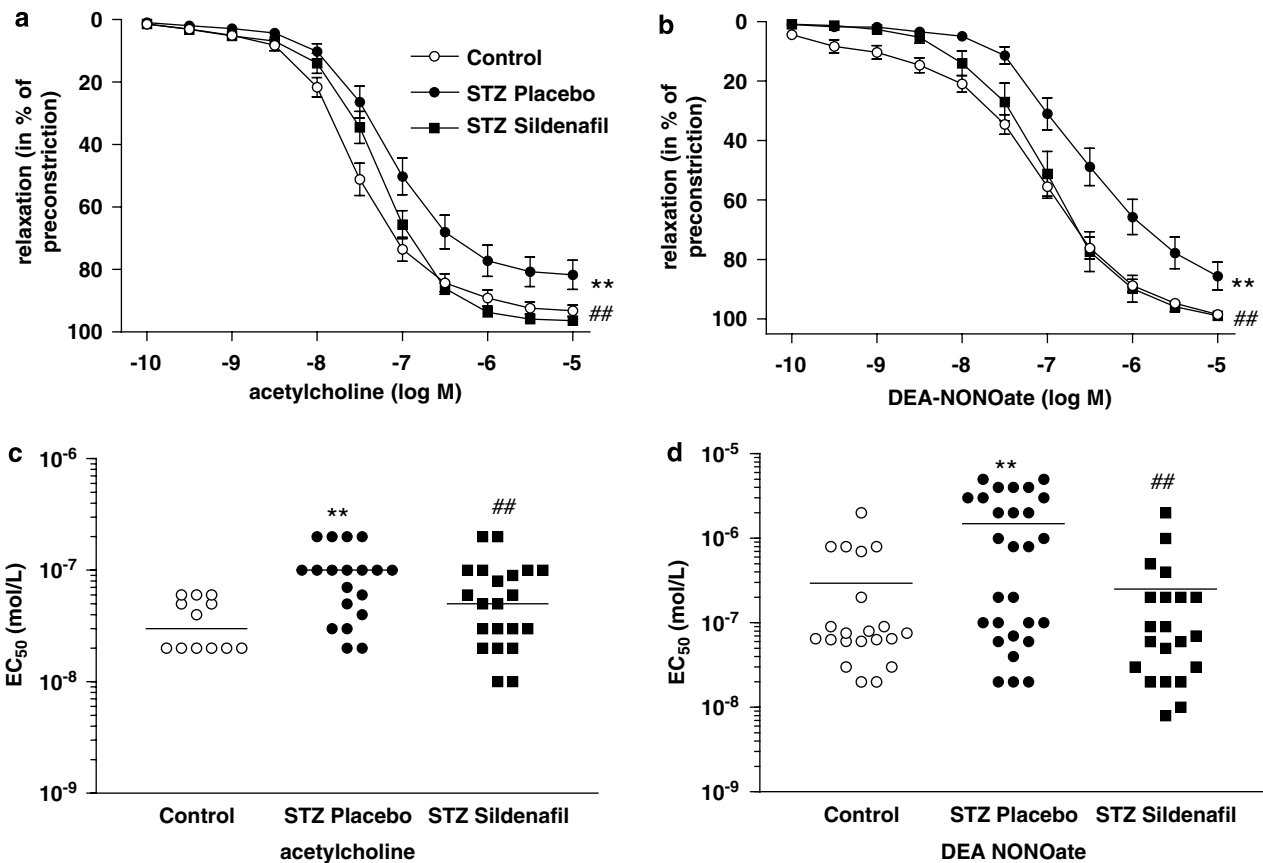 a
0
20
40
60
80
100
relaxation (in % of
preconstriction)
Control
STZ Placebo
STZ Sildenafil
**
##
-10 -9 -8 -7 -6 -5
acetylcholine (log M)
b
0
20
40
60
80
100
relaxation (in % of
preconstriction)
**
##
-10 -9 -8 -7 -6 -5
DEA-NONOate (log M)
c
10⁻⁶
10⁻⁷
10⁻⁸
10⁻⁹
EC₅₀ (mol/L)
**
##
Control STZ Placebo STZ Sildenafil
acetylcholine
d
10⁻⁵
10⁻⁶
10⁻⁷
10⁻⁸
10⁻⁹
EC₅₀ (mol/L)
**
##
Control STZ Placebo STZ Sildenafil
DEA NONOate